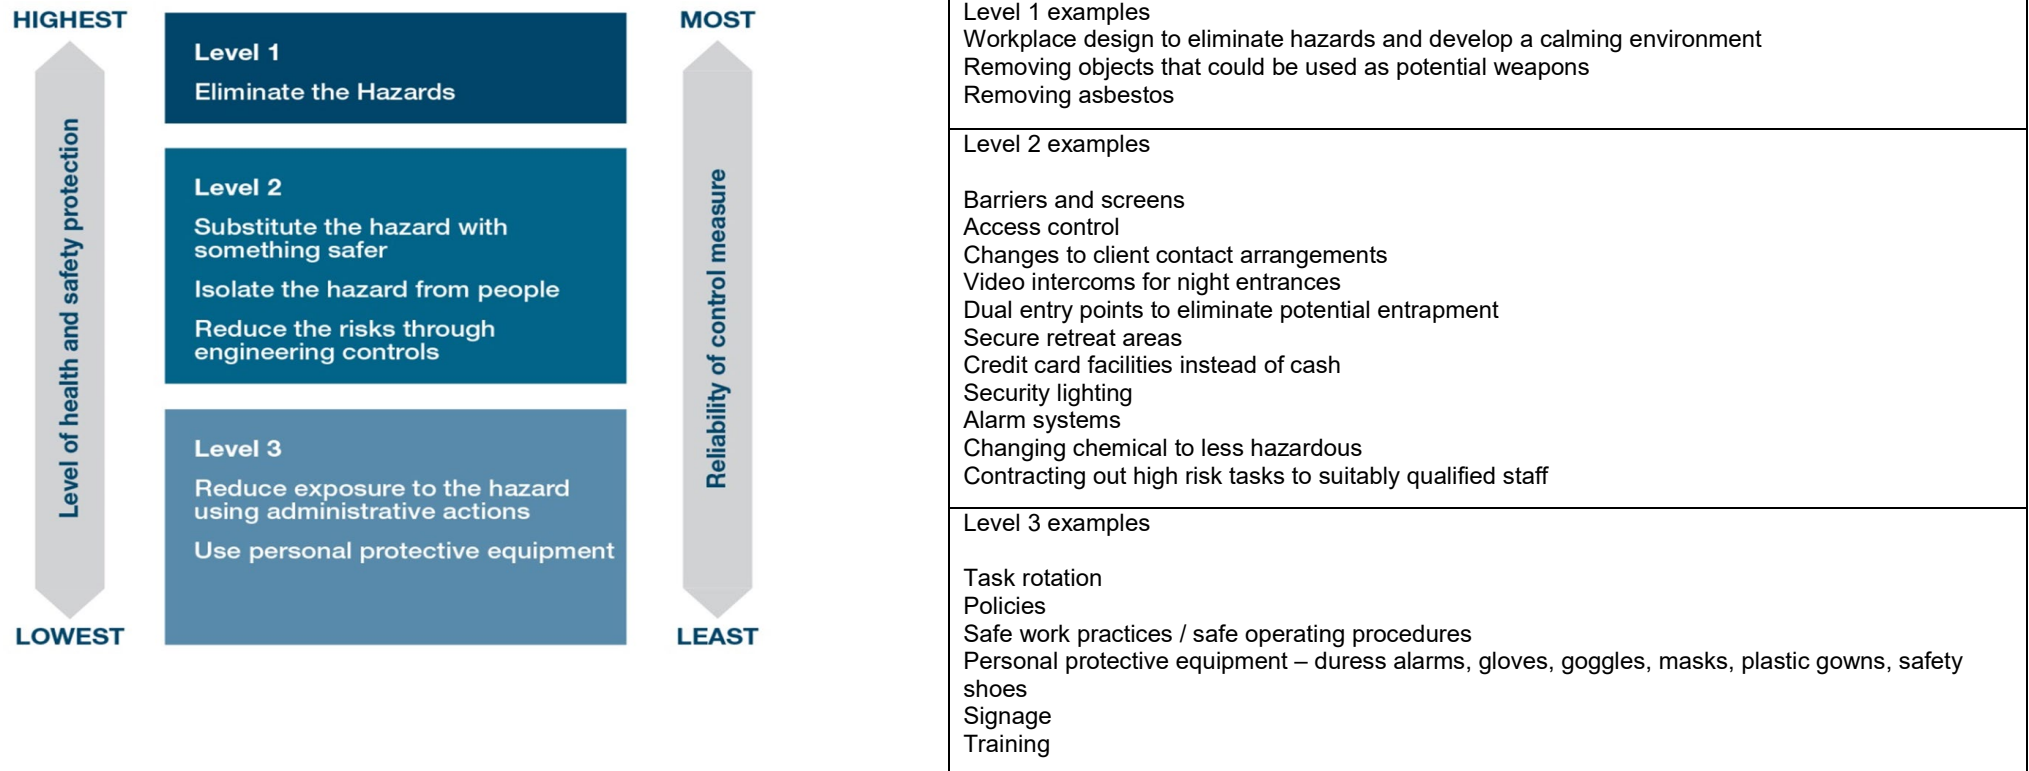 HIGHEST
MOST
Level 1
Eliminate the Hazards
Level 2
Substitute the hazard with
something safer
Isolate the hazard from people
Reduce the risks through
engineering controls
Level 3
Reduce exposure to the hazard
using administrative actions
Use personal protective equipment
Level of health and safety protection
Reliability of control measure
LOWEST
LEAST
Level 1 examples
Workplace design to eliminate hazards and develop a calming environment
Removing objects that could be used as potential weapons
Removing asbestos
Level 2 examples
Barriers and screens
Access control
Changes to client contact arrangements
Video intercoms for night entrances
Dual entry points to eliminate potential entrapment
Secure retreat areas
Credit card facilities instead of cash
Security lighting
Alarm systems
Changing chemical to less hazardous
Contracting out high risk tasks to suitably qualified staff
Level 3 examples
Task rotation
Policies
Safe work practices / safe operating procedures
Personal protective equipment – duress alarms, gloves, goggles, masks, plastic gowns, safety
shoes
Signage
Training